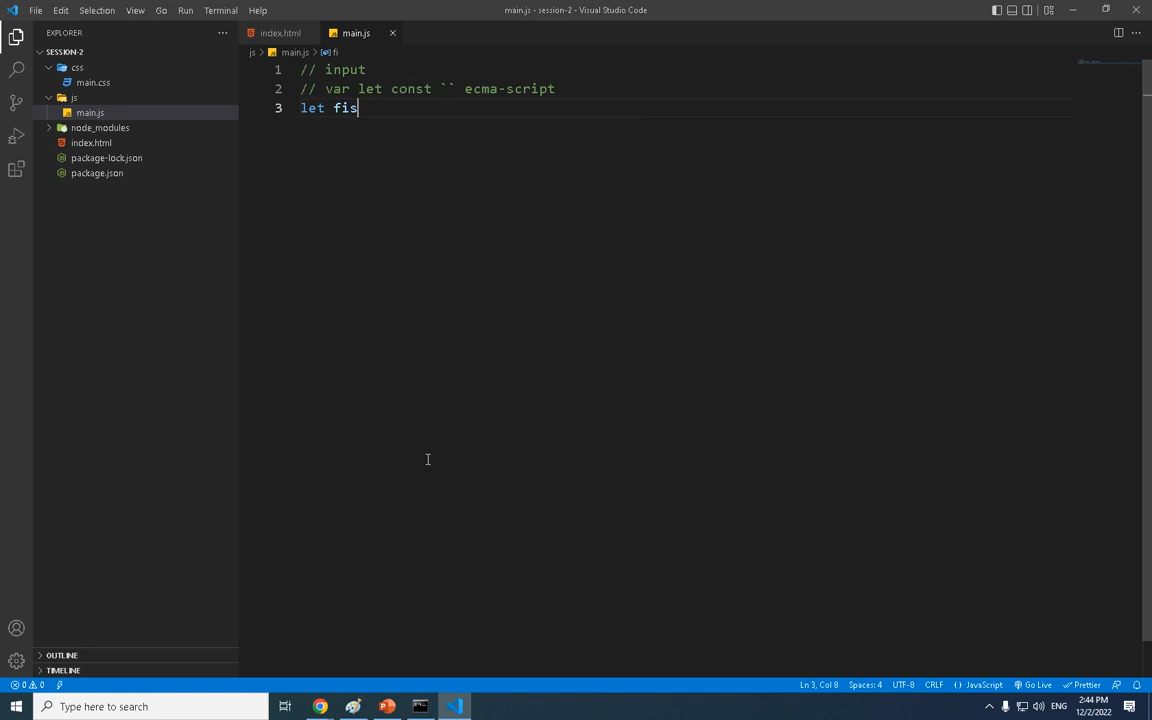 File Edit Selection View Go Run Terminal Help
main.js - session-2 - Visual Studio Code
EXPLORER
index.html
main.js
SESSION-2
css
main.css
js
main.js
node_modules
index.html
package-lock.json
package.json
js > main.js > fi
1 // input
2 // var let const `` ecma-script
3 let fis
OUTLINE
TIMELINE
0 0
Ln 3, Col 8 Spaces: 4 UTF-8 CRLF {} JavaScript Go Live Prettier
Type here to search
ENG
2:44 PM
12/2/2022